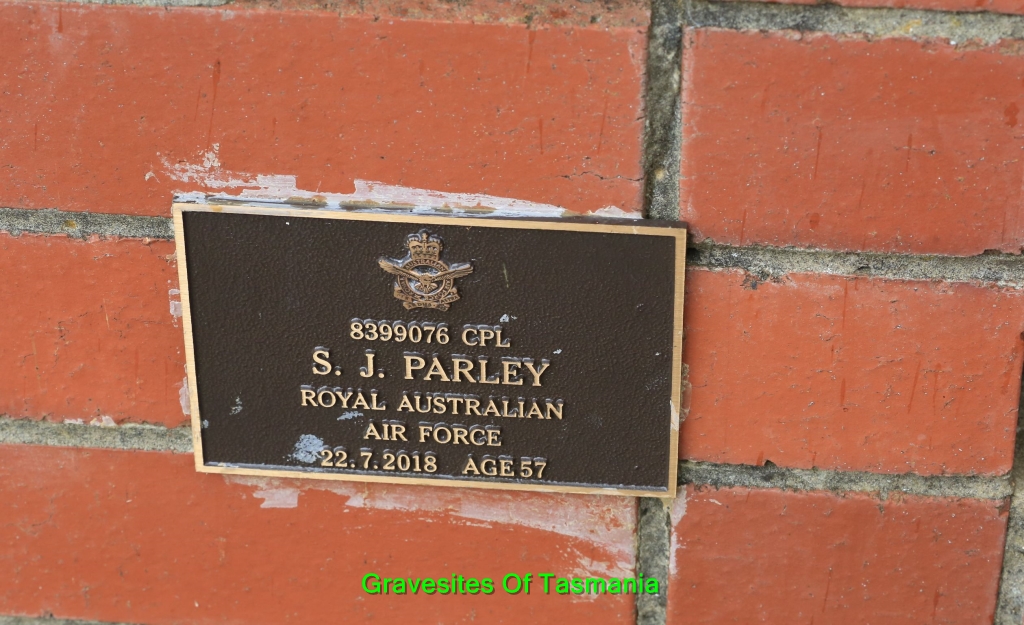 8399076 CPL
S. J. PARLEY
ROYAL AUSTRALIAN
AIR FORCE
22.7.2018 AGE 57
Gravesites Of Tasmania